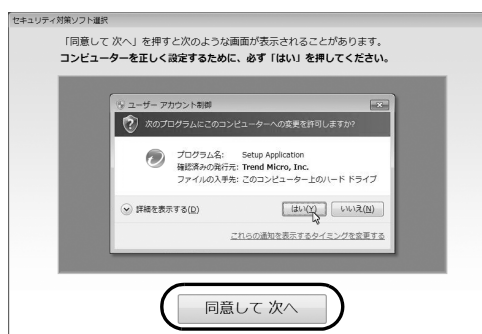 セキュリティ対策ソフト選択
「同意して 次へ」を押すと次のような画面が表示されることがあります。
コンピューターを正しく設定するために、必ず「はい」を押してください。
ユーザー アカウント制御
次のプログラムにこのコンピューターへの変更を許可しますか?
プログラム名: Setup Application
確認済みの発行元: Trend Micro, Inc.
ファイルの入手先: このコンピューター上のハード ドライブ
詳細を表示する(D) はい(Y) いいえ(N)
これらの通知を表示するタイミングを変更する
同意して 次へ